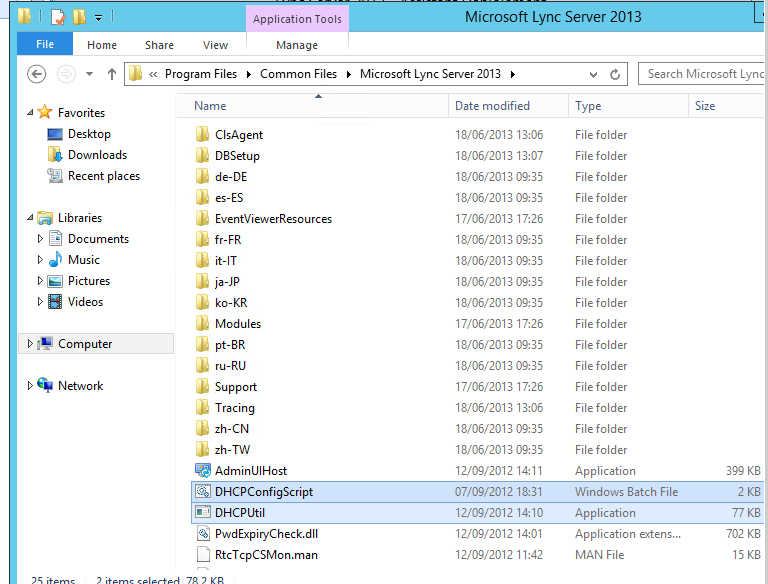 Application Tools
Microsoft Lync Server 2013
File Home Share View Manage
« Program Files Common Files Microsoft Lync Server 2013
Search Microsoft Lync
Name Date modified Type Size
Favorites
Desktop
Downloads
Recent places
Libraries
Documents
Music
Pictures
Videos
Computer
Network
ClsAgent 18/06/2013 13:06 File folder
DBSetup 18/06/2013 13:07 File folder
de-DE 18/06/2013 09:35 File folder
es-ES 18/06/2013 09:35 File folder
EventViewerResources 17/06/2013 17:26 File folder
fr-FR 18/06/2013 09:35 File folder
it-IT 18/06/2013 09:35 File folder
ja-JP 18/06/2013 09:35 File folder
ko-KR 18/06/2013 09:35 File folder
Modules 17/06/2013 17:26 File folder
pt-BR 18/06/2013 09:35 File folder
ru-RU 18/06/2013 09:35 File folder
Support 17/06/2013 17:26 File folder
Tracing 18/06/2013 13:06 File folder
zh-CN 18/06/2013 09:35 File folder
zh-TW 18/06/2013 09:35 File folder
AdminUIHost 12/09/2012 14:11 Application 399 KB
DHCPConfigScript 07/09/2012 18:31 Windows Batch File 2 KB
DHCPUtil 12/09/2012 14:10 Application 77 KB
PwdExpiryCheck.dll 12/09/2012 14:01 Application extens... 702 KB
RtcTcpCSMon.man 12/09/2012 11:42 MAN File 15 KB
25 items 2 items selected 78.2 KB